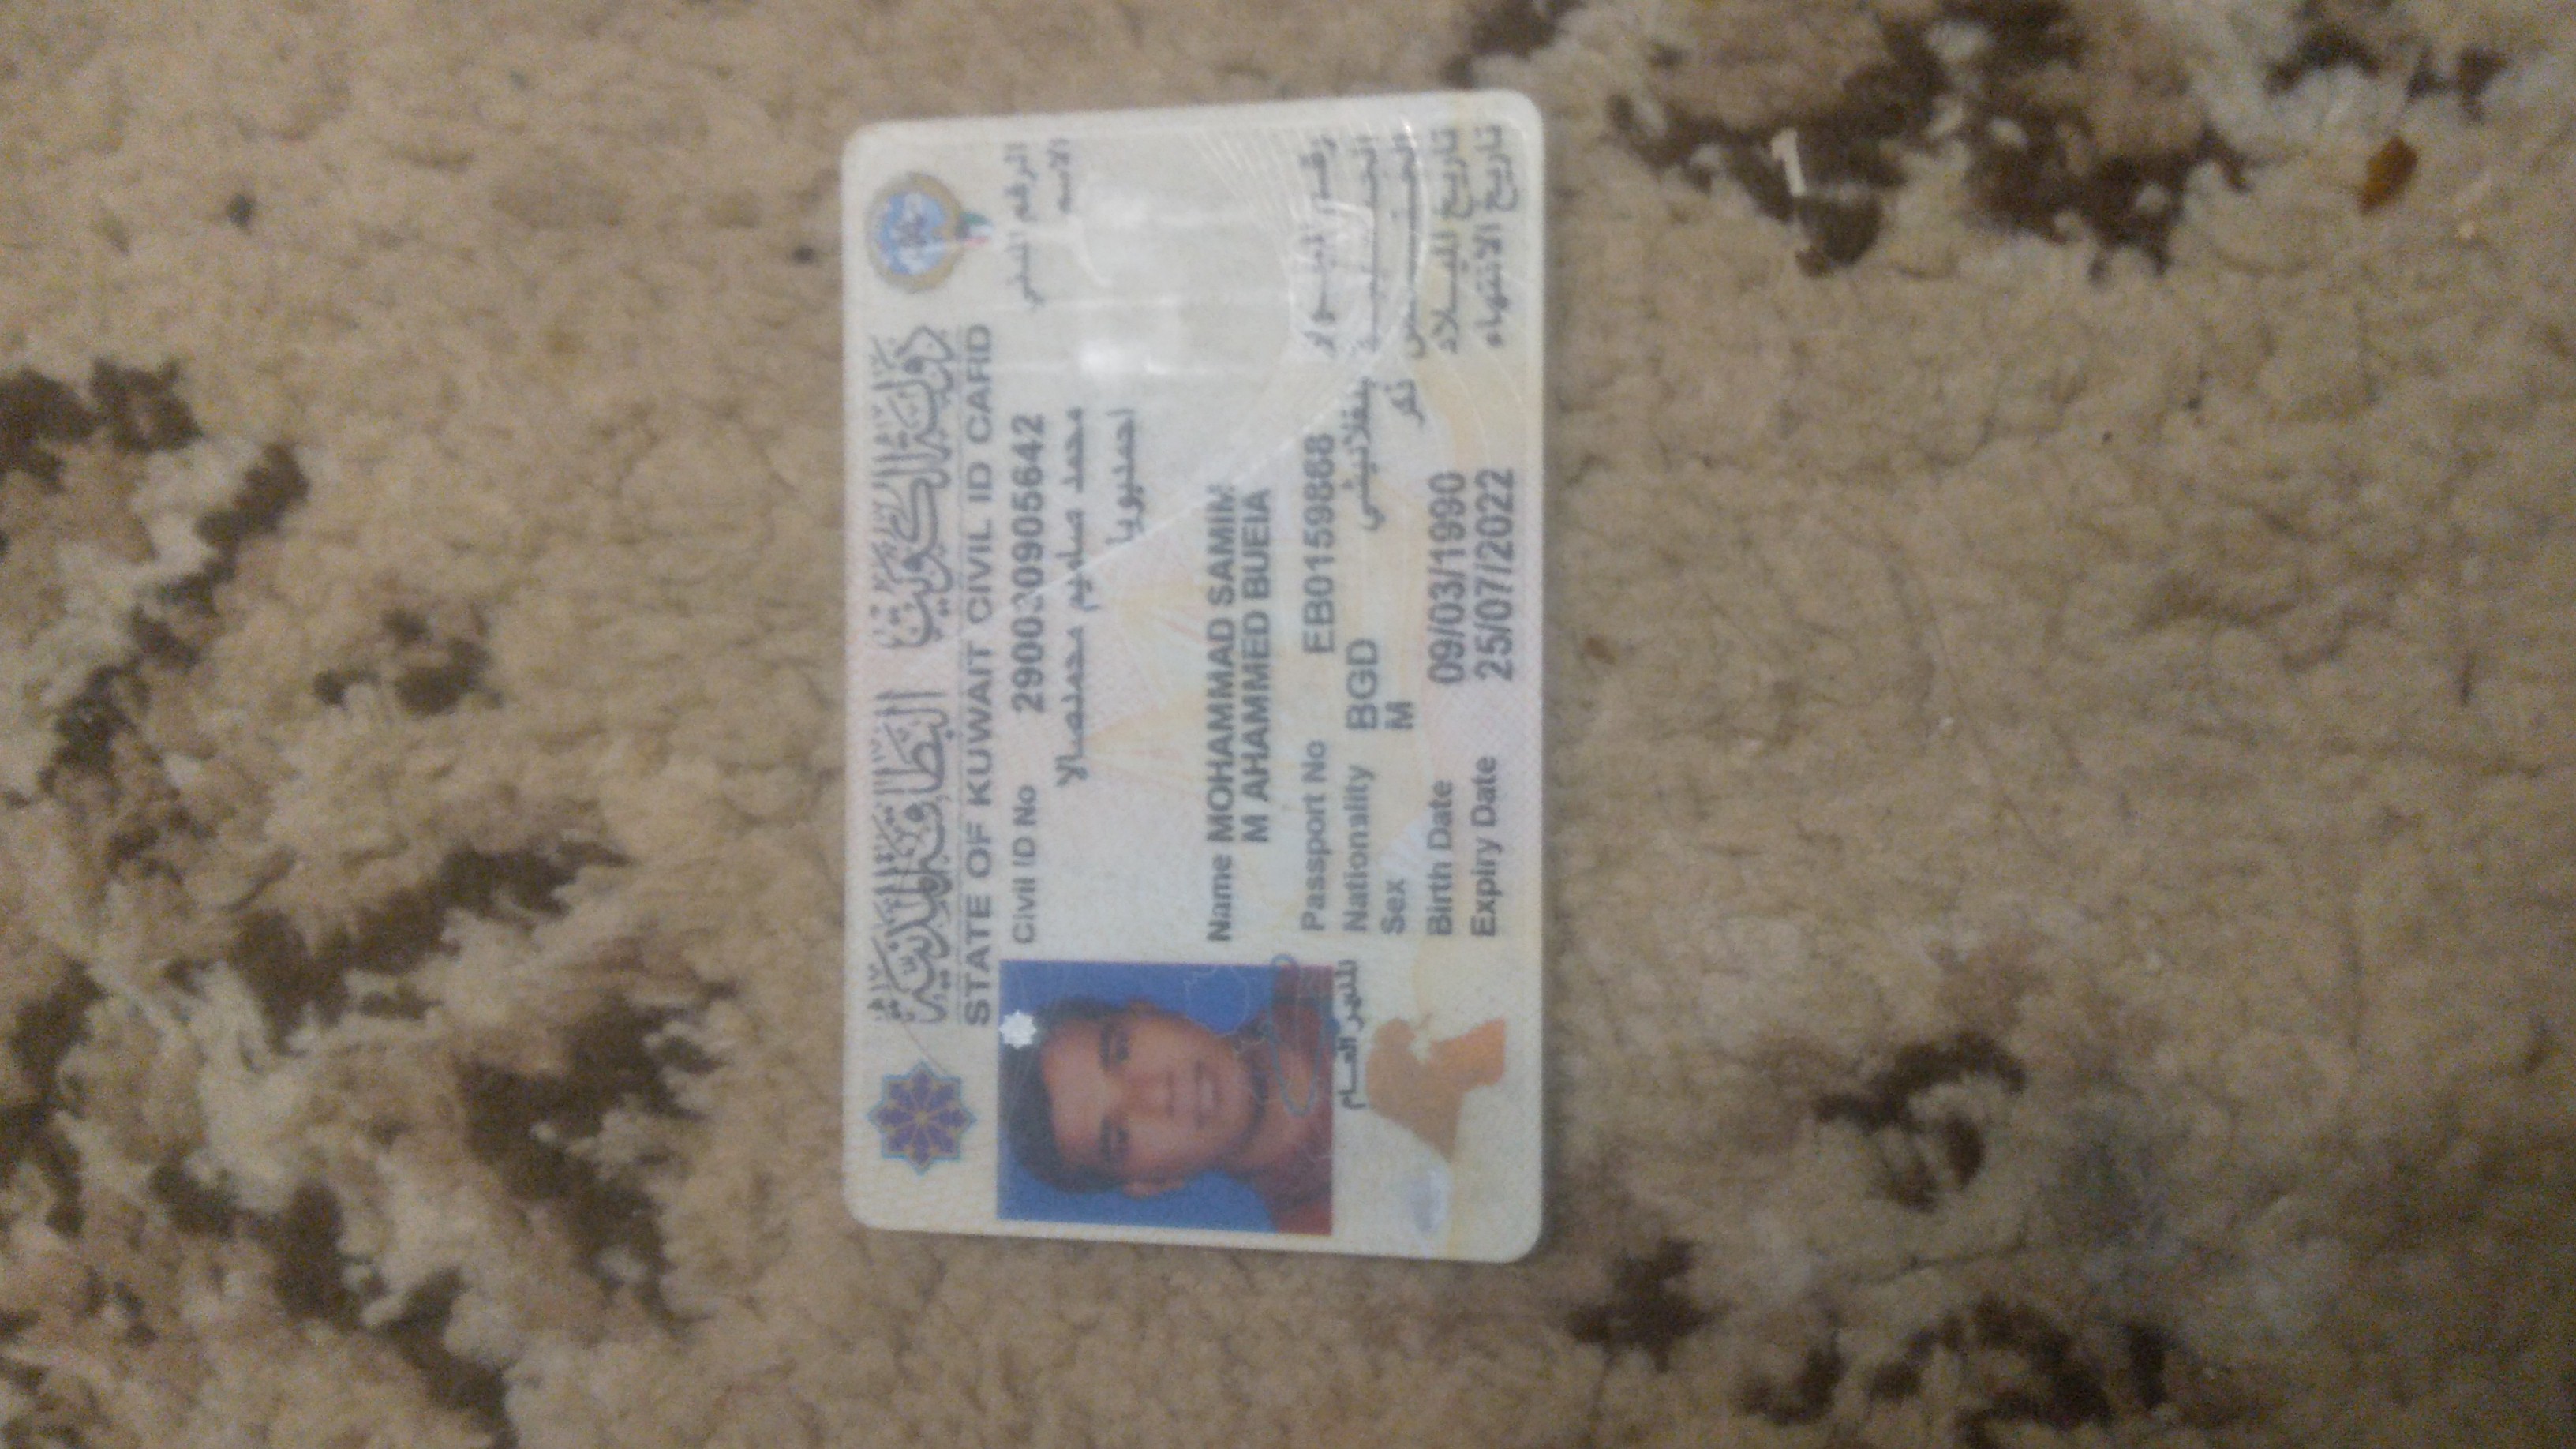 دولة الكويت البطاقة المدنية
STATE OF KUWAIT CIVIL ID CARD
Civil ID No 290030905642 الرقم المدني
الاسم محمد ساميم محمدصالا
احمدبويا
Name MOHAMMAD SAMIM
M AHAMMED BUEIA
Passport No EB0159868 رقم الجواز
Nationality BGD بنغلاديشي الجنسية
Sex M ذكر الجنس
Birth Date 09/03/1990 تاريخ الميلاد
Expiry Date 25/07/2022 تاريخ الانتهاء
المدير العام